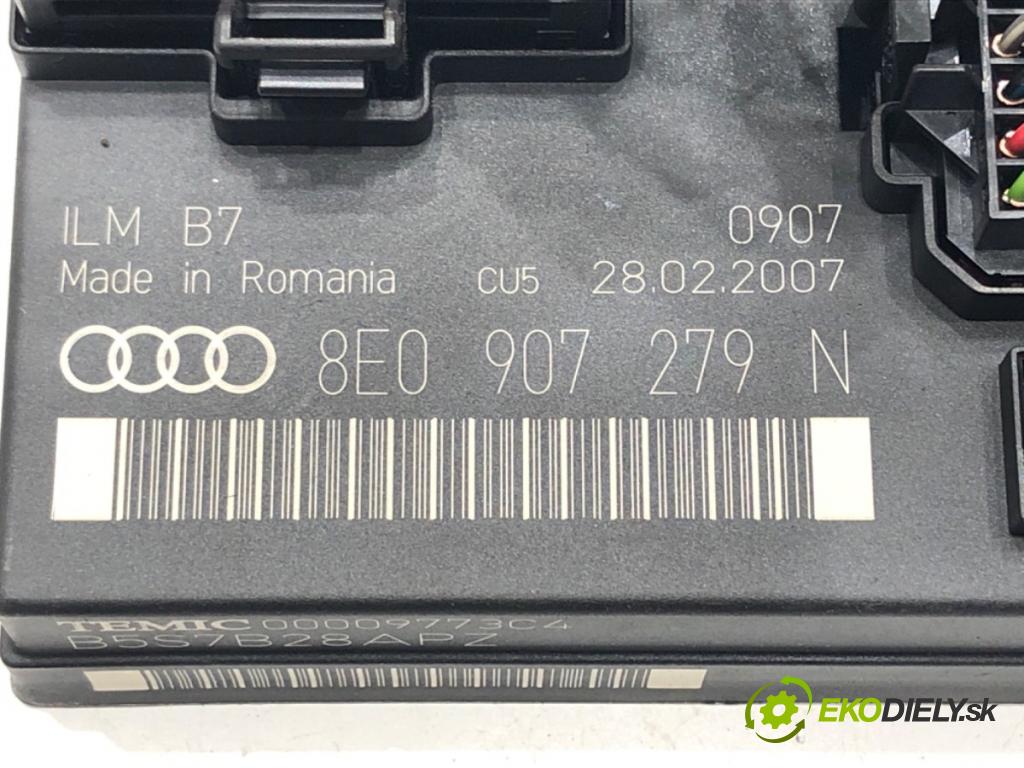 ILM B7 0907
Made in Romania CU5 28.02.2007
8E0 907 279 N
TEMIC 00009773C4
B5S7B28APZ
EKODIELY.sk